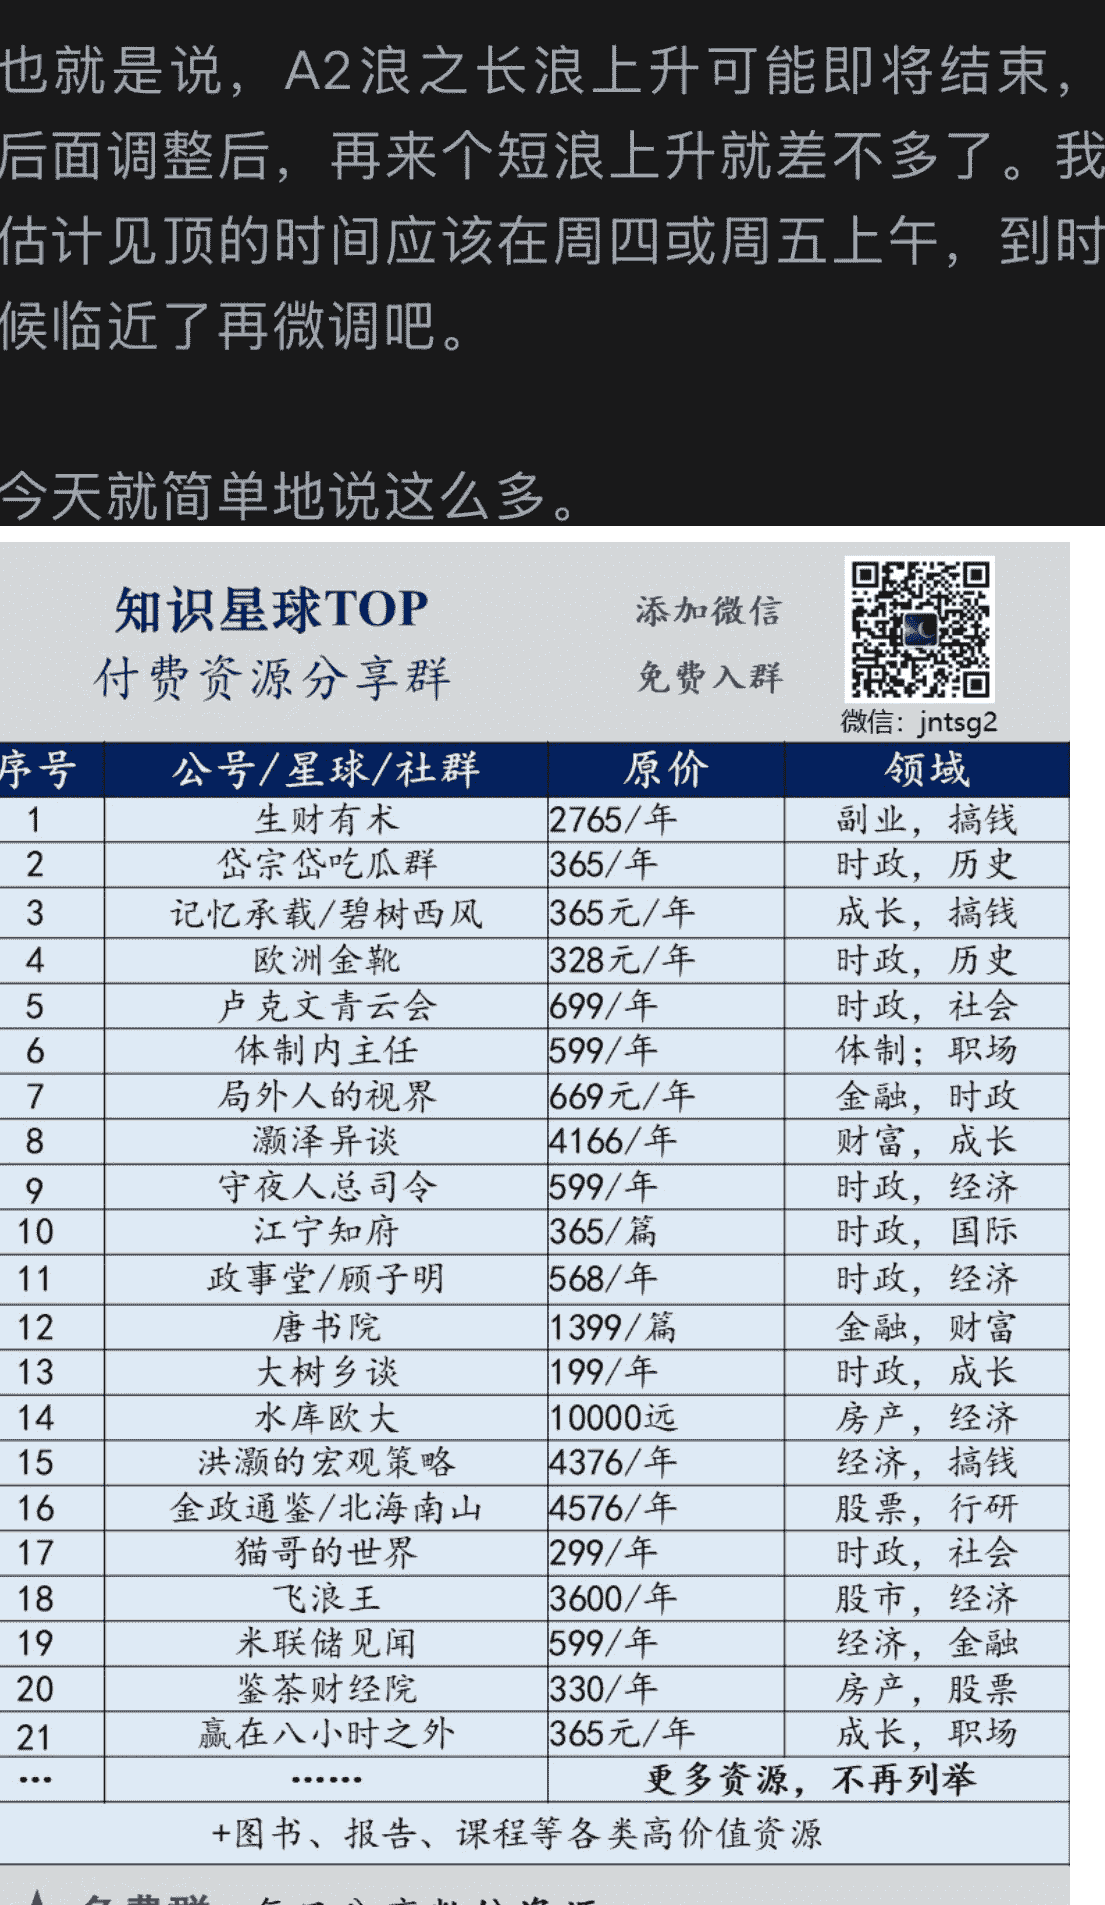 也就是说，A2浪之长浪上升可能即将结束，
后面调整后，再来个短浪上升就差不多了。我
估计见顶的时间应该在周四或周五上午，到时
候临近了再微调吧。
今天就简单地说这么多。
知识星球TOP
付费资源分享群
添加微信
免费入群
微信：jntsg2
序号 公号/星球/社群 原价 领域
1 生财有术 2765/年 副业，搞钱
2 岱宗岱吃瓜群 365/年 时政，历史
3 记忆承载/碧树西风 365元/年 成长，搞钱
4 欧洲金靴 328元/年 时政，历史
5 卢克文青云会 699/年 时政，社会
6 体制内主任 599/年 体制；职场
7 局外人的视界 669元/年 金融，时政
8 灏泽异谈 4166/年 财富，成长
9 守夜人总司令 599/年 时政，经济
10 江宁知府 365/篇 时政，国际
11 政事堂/顾子明 568/年 时政，经济
12 唐书院 1399/篇 金融，财富
13 大树乡谈 199/年 时政，成长
14 水库欧大 10000远 房产，经济
15 洪灏的宏观策略 4376/年 经济，搞钱
16 金政通鉴/北海南山 4576/年 股票，行研
17 猫哥的世界 299/年 时政，社会
18 飞浪王 3600/年 股市，经济
19 米联储见闻 599/年 经济，金融
20 鉴茶财经院 330/年 房产，股票
21 赢在八小时之外 365元/年 成长，职场
... ...... 更多资源，不再列举
+图书、报告、课程等各类高价值资源